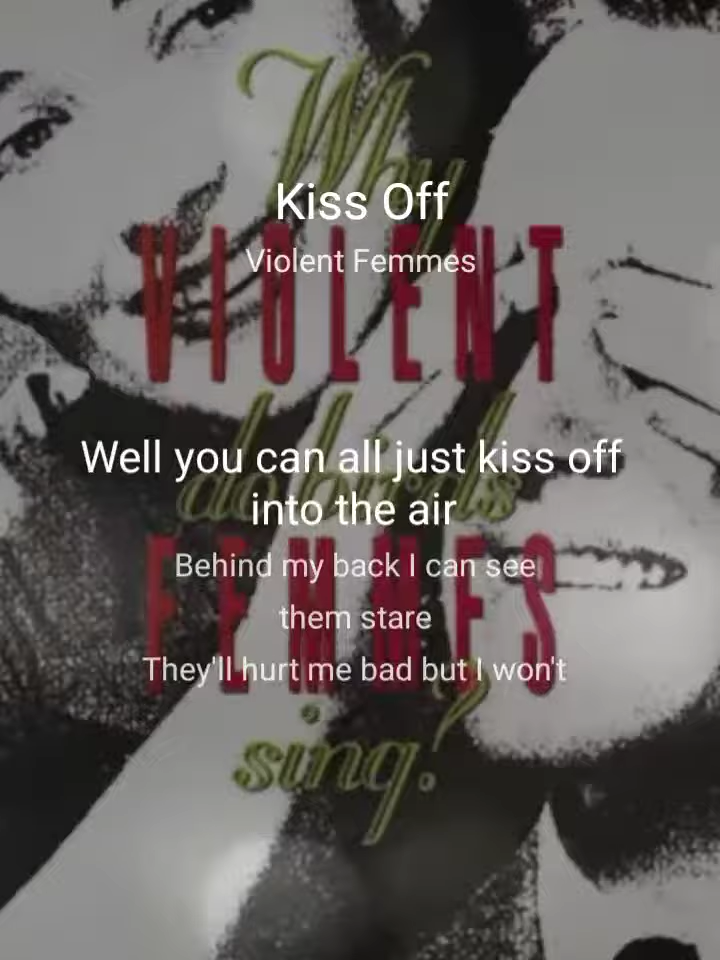 Why
Kiss Off
VIOLENT
Violent Femmes
do birds
Well you can all just kiss off
into the air
FEMMES
Behind my back I can see
them stare
They'll hurt me bad but I won't
sing?